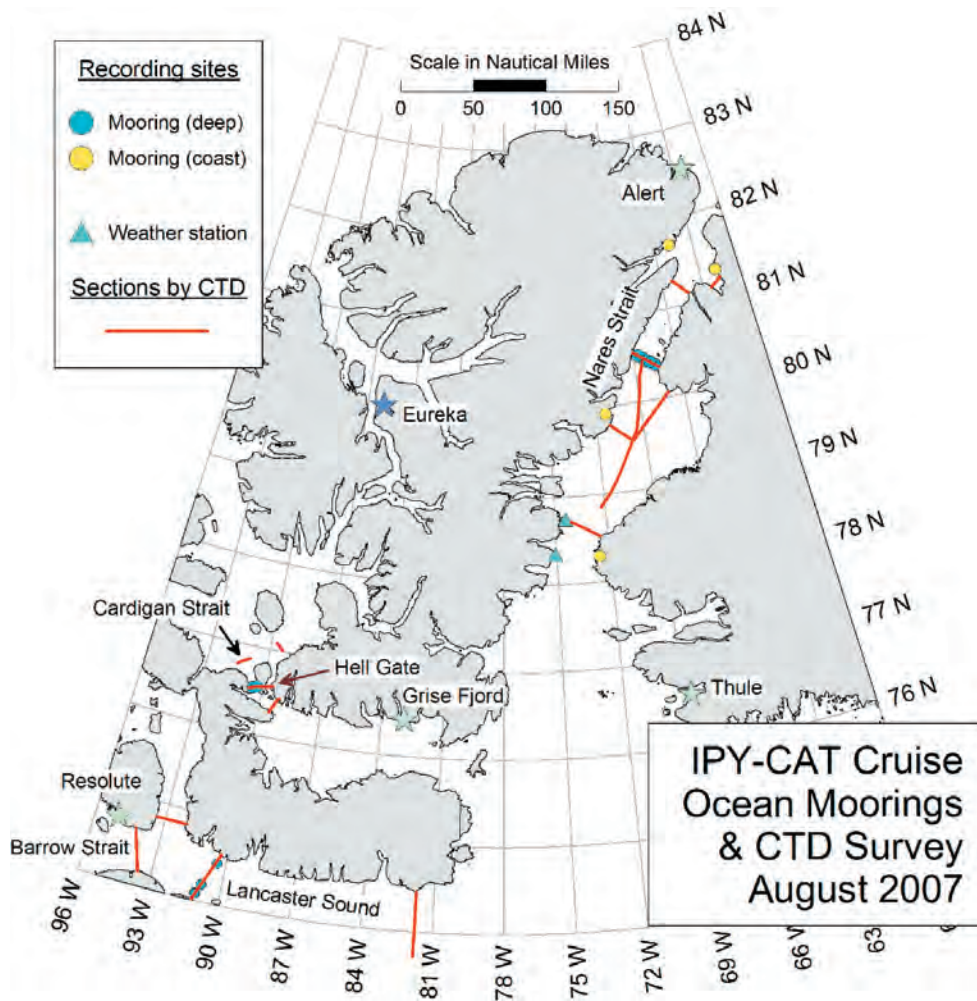 Recording sites
Mooring (deep)
Mooring (coast)
Weather station
Sections by CTD
Scale in Nautical Miles
0 50 100 150
84 N
83 N
82 N
81 N
80 N
79 N
78 N
77 N
76 N
Alert
Nares Strait
Eureka
Cardigan Strait
Hell Gate
Grise Fjord
Thule
Resolute
Barrow Strait
Lancaster Sound
IPY-CAT Cruise
Ocean Moorings
& CTD Survey
August 2007
96 W
93 W
90 W
87 W
84 W
81 W
78 W
75 W
72 W
69 W
66 W
63